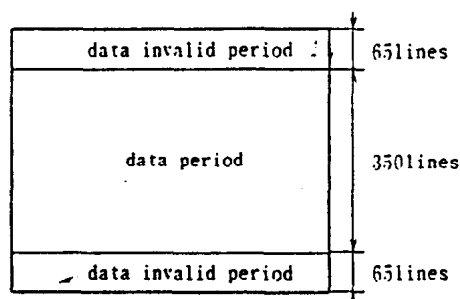 data invalid period
65lines
data period
350lines
data invalid period
65lines